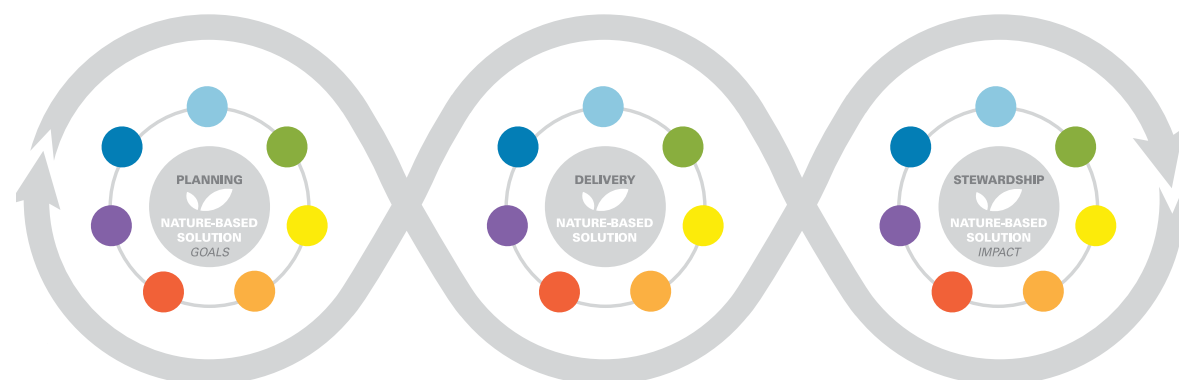 PLANNING
NATURE-BASED
SOLUTION
GOALS
DELIVERY
NATURE-BASED
SOLUTION
STEWARDSHIP
NATURE-BASED
SOLUTION
IMPACT